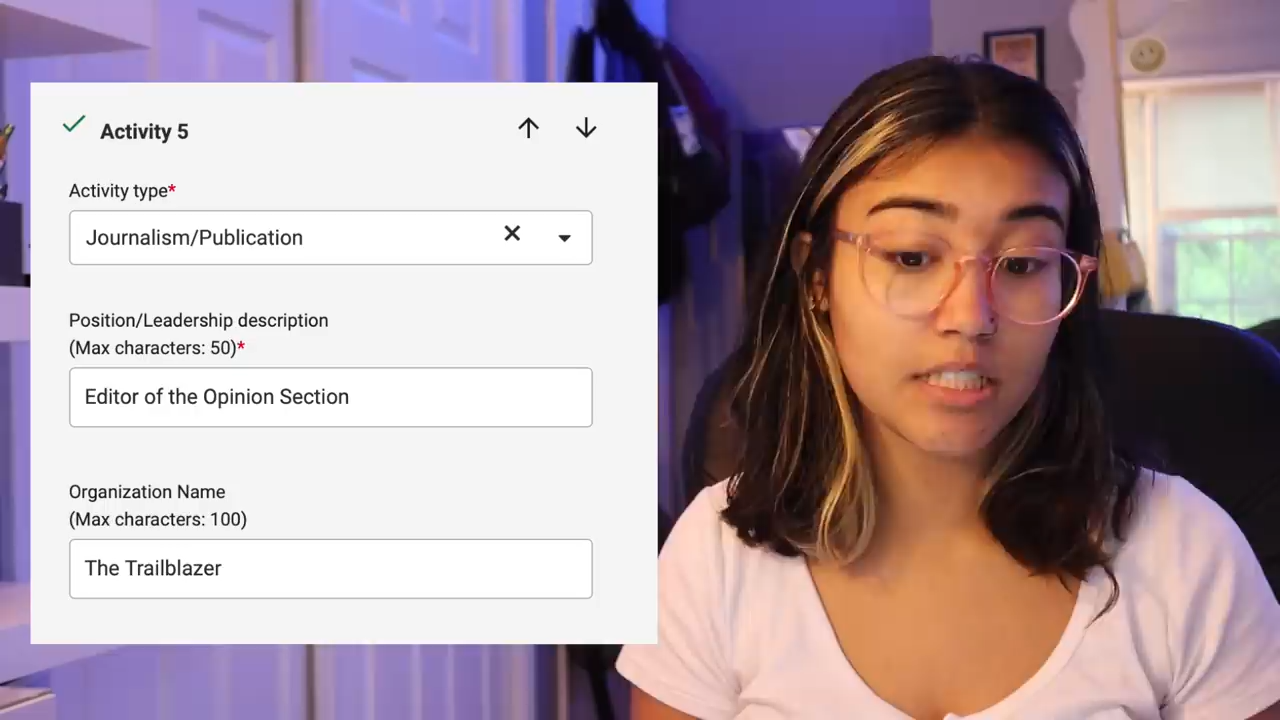 Activity 5
Activity type*
Journalism/Publication
Position/Leadership description
(Max characters: 50)*
Editor of the Opinion Section
Organization Name
(Max characters: 100)
The Trailblazer